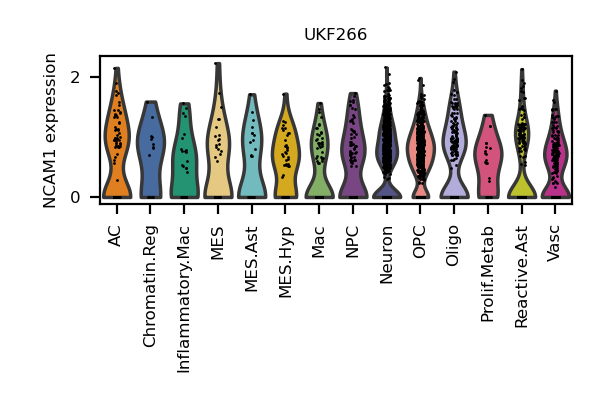 UKF266
NCAM1 expression
2
0
AC
Chromatin.Reg
Inflammatory.Mac
MES
MES.Ast
MES.Hyp
Mac
NPC
Neuron
OPC
Oligo
Prolif.Metab
Reactive.Ast
Vasc